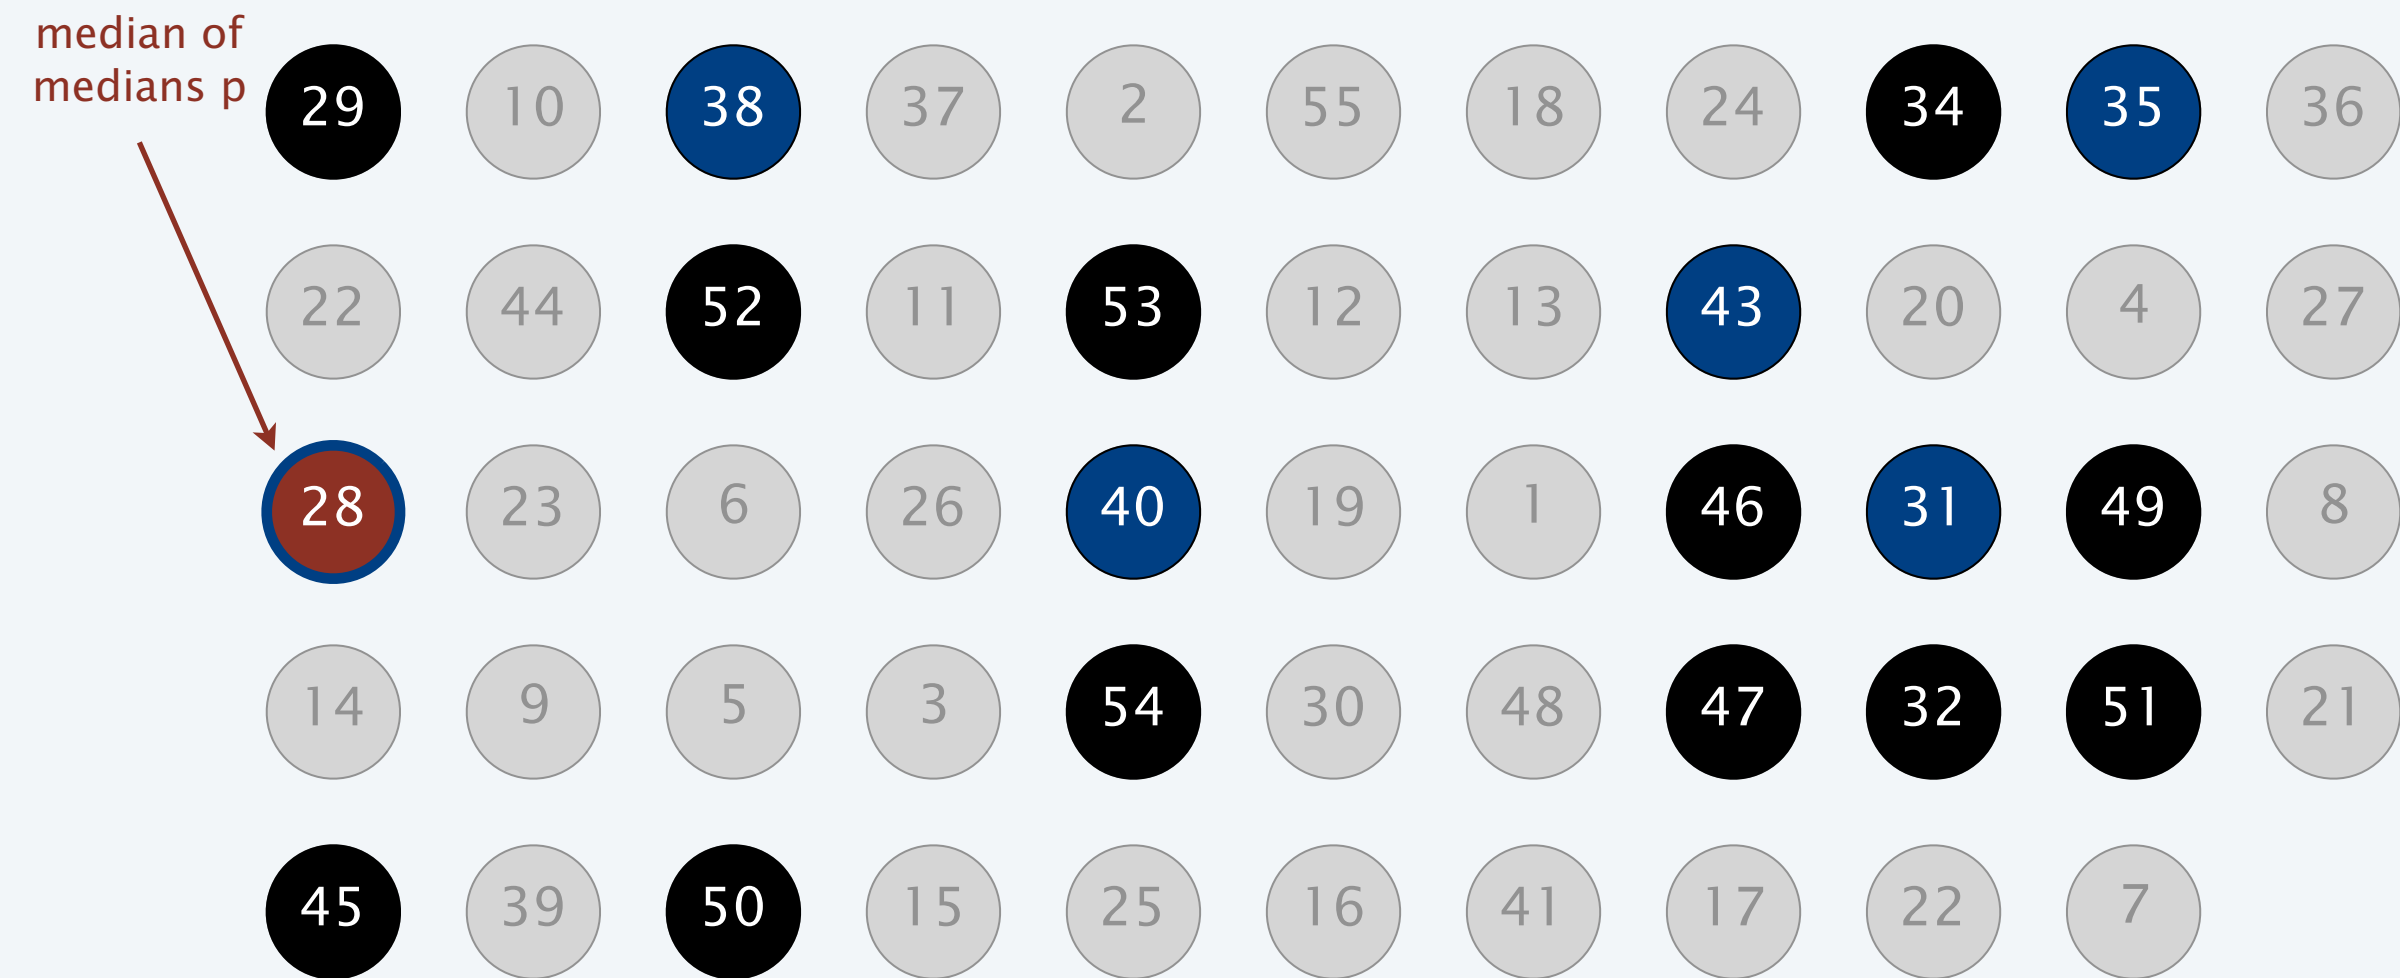 median of
medians p
29 10 38 37 2 55 18 24 34 35 36
22 44 52 11 53 12 13 43 20 4 27
28 23 6 26 40 19 1 46 31 49 8
14 9 5 3 54 30 48 47 32 51 21
45 39 50 15 25 16 41 17 22 7